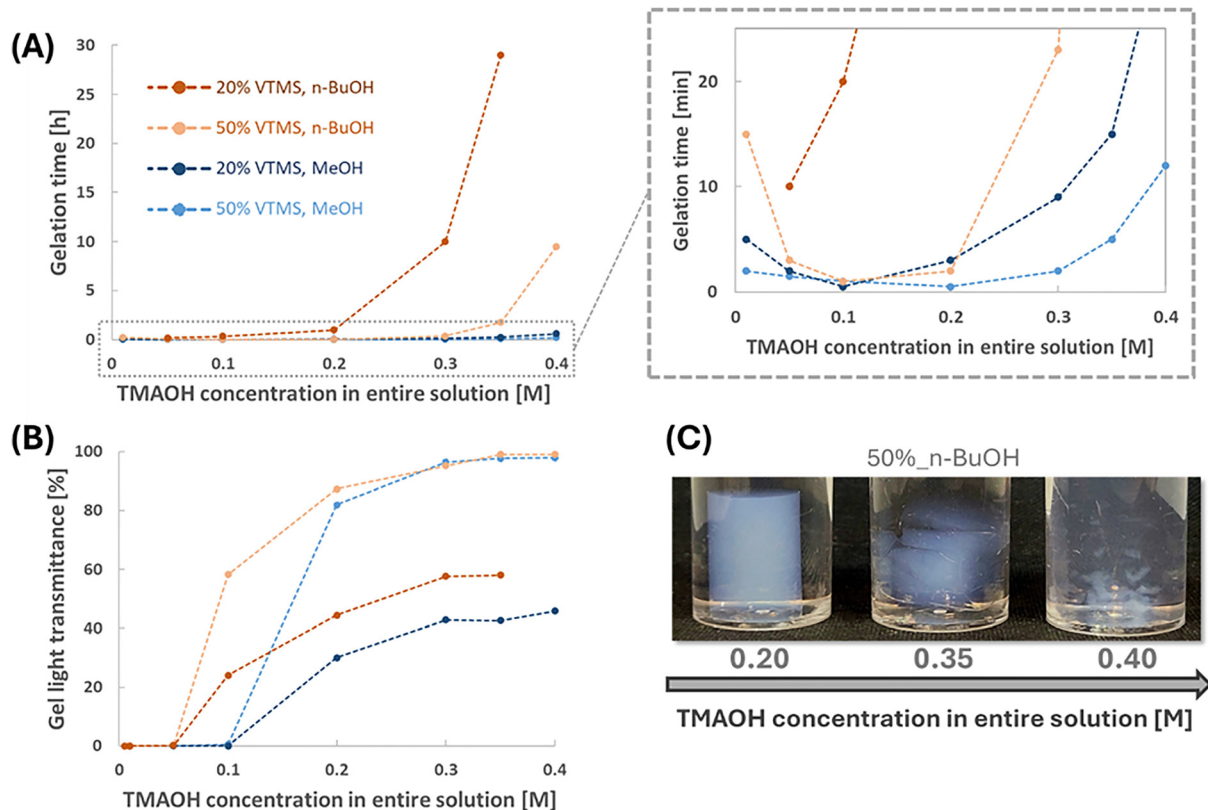 (A)
30
25
20
15
10
5
0
Gelation time [h]
20% VTMS, n-BuOH
50% VTMS, n-BuOH
20% VTMS, MeOH
50% VTMS, MeOH
0 0.1 0.2 0.3 0.4
TMAOH concentration in entire solution [M]
20
10
0
Gelation time [min]
0 0.1 0.2 0.3 0.4
TMAOH concentration in entire solution [M]
(B)
100
80
60
40
20
0
Gel light transmittance [%]
0 0.1 0.2 0.3 0.4
TMAOH concentration in entire solution [M]
(C)
50%_n-BuOH
0.20 0.35 0.40
TMAOH concentration in entire solution [M]